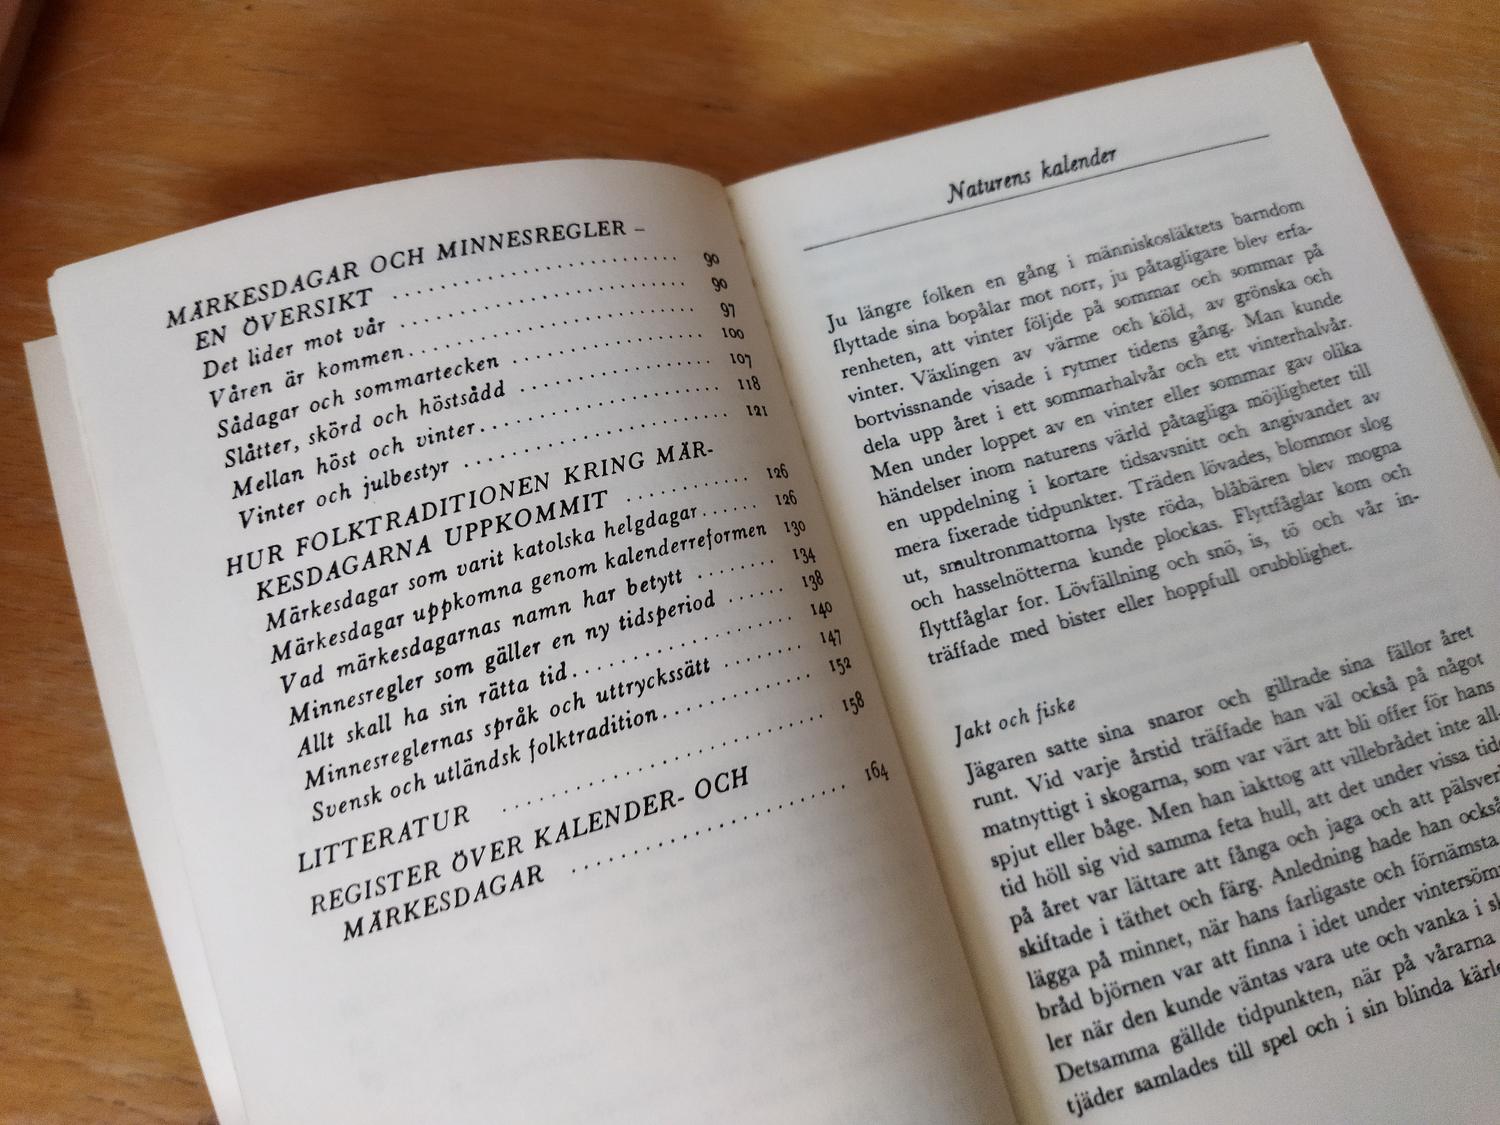 MÄRKESDAGAR OCH MINNESREGLER –
EN ÖVERSIKT .......................... 90
Det lider mot vår .......................... 90
Våren är kommen.......................... 97
Sådagar och sommartecken .................. 100
Slåtter, skörd och höstsådd .................. 107
Mellan höst och vinter...................... 118
Vinter och julbestyr ........................ 121
HUR FOLKTRADITIONEN KRING MÄR-
KESDAGARNA UPPKOMMIT ............ 126
Märkesdagar som varit katolska helgdagar...... 126
Märkesdagar uppkomna genom kalenderreformen 130
Vad märkesdagarnas namn har betytt ........ 134
Minnesregler som gäller en ny tidsperiod ...... 138
Allt skall ha sin rätta tid.................... 140
Minnesreglernas språk och uttryckssätt ........ 147
Svensk och utländsk folktradition.............. 152
LITTERATUR .......................... 158
REGISTER ÖVER KALENDER- OCH
MÄRKESDAGAR ...................... 164
Naturens kalender
Ju längre folken en gång i människosläktets barndom
flyttade sina bopålar mot norr, ju påtagligare blev erfa-
renheten, att vinter följde på sommar och sommar på
vinter. Växlingen av värme och köld, av grönska och
bortvissnande visade i rytmer tidens gång. Man kunde
dela upp året i ett sommarhalvår och ett vinterhalvår.
Men under loppet av en vinter eller sommar gav olika
händelser inom naturens värld påtagliga möjligheter till
en uppdelning i kortare tidsavsnitt och angivandet av
mera fixerade tidpunkter. Träden lövades, blommor slog
ut, smultronmattorna lyste röda, blåbären blev mogna
och hasselnötterna kunde plockas. Flyttfåglar kom och
flyttfåglar for. Lövfällning och snö, is, tö och vår in-
träffade med bister eller hoppfull orubblighet.
Jakt och fiske
Jägaren satte sina snaror och gillrade sina fällor året
runt. Vid varje årstid träffade han väl också på något
matnyttigt i skogarna, som var värt att bli offer för hans
spjut eller båge. Men han iakttog att villebrådet inte all-
tid höll sig vid samma feta hull, att det under vissa tide
på året var lättare att fånga och jaga och att pälsverk
skiftade i täthet och färg. Anledning hade han också
lägga på minnet, när hans farligaste och förnämsta
bråd björnen var att finna i idet under vintersömn
ler när den kunde väntas vara ute och vanka i sk
Detsamma gällde tidpunkten, när på vårarna
tjäder samlades till spel och i sin blinda kärle